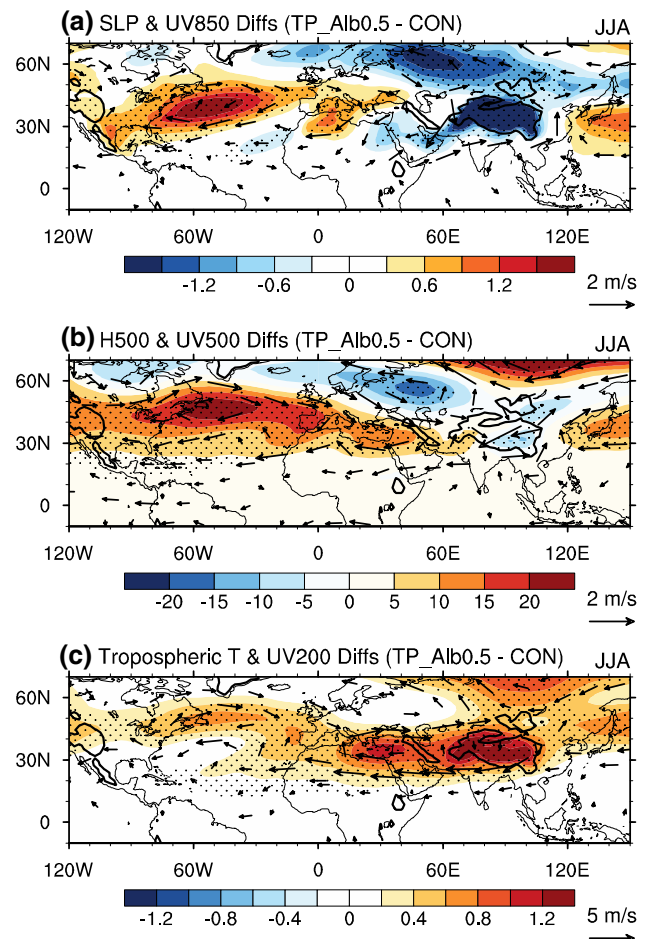 (a) SLP & UV850 Diffs (TP_Alb0.5 - CON) JJA
60N
30N
0
120W 60W 0 60E 120E
-1.2 -0.6 0 0.6 1.2 2 m/s
(b) H500 & UV500 Diffs (TP_Alb0.5 - CON) JJA
60N
30N
0
120W 60W 0 60E 120E
-20 -15 -10 -5 0 5 10 15 20 2 m/s
(c) Tropospheric T & UV200 Diffs (TP_Alb0.5 - CON) JJA
60N
30N
0
120W 60W 0 60E 120E
-1.2 -0.8 -0.4 0 0.4 0.8 1.2 5 m/s